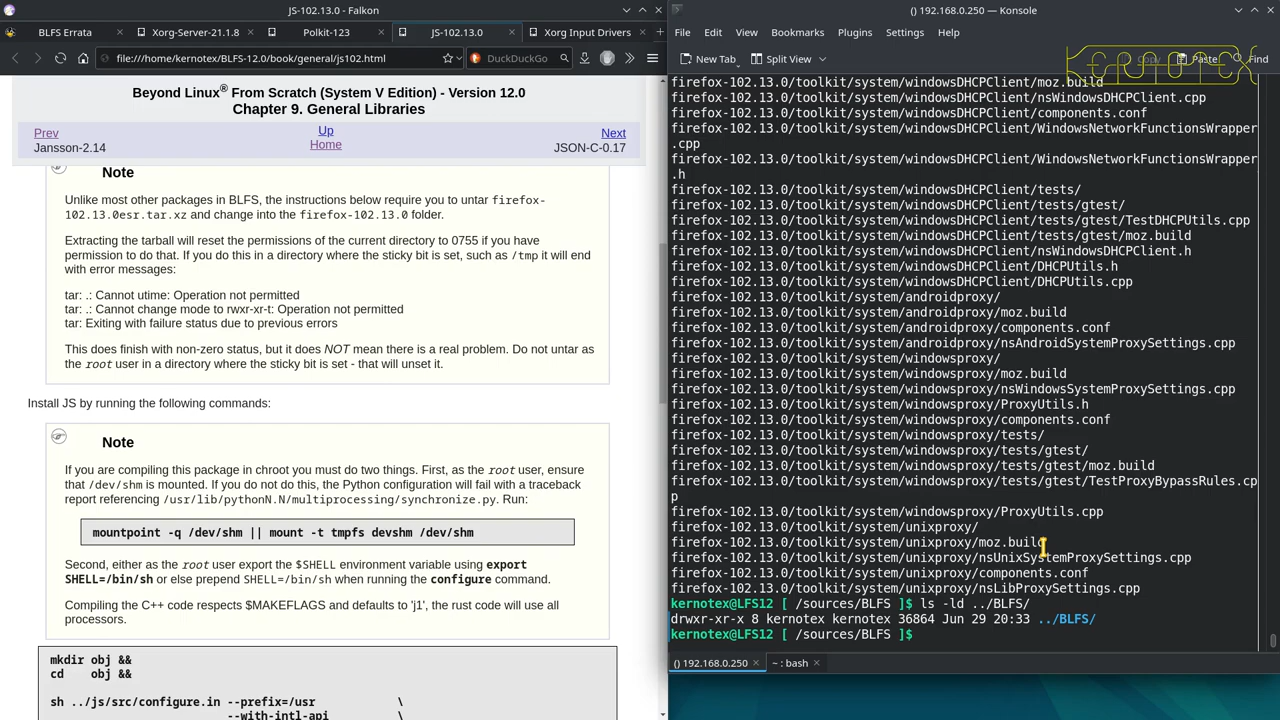 JS-102.13.0 - Falkon
BLFS Errata
Xorg-Server-21.1.8
Polkit-123
JS-102.13.0
Xorg Input Drivers
file:///home/kernotex/BLFS-12.0/book/general/js102.html
DuckDuckGo
Beyond Linux® From Scratch (System V Edition) - Version 12.0
Chapter 9. General Libraries
Prev
Up
Next
Jansson-2.14
Home
JSON-C-0.17
Note
Unlike most other packages in BLFS, the instructions below require you to untar firefox-
102.13.0esr.tar.xz and change into the firefox-102.13.0 folder.
Extracting the tarball will reset the permissions of the current directory to 0755 if you have
permission to do that. If you do this in a directory where the sticky bit is set, such as /tmp it will end
with error messages:
tar: .: Cannot utime: Operation not permitted
tar: .: Cannot change mode to rwxr-xr-t: Operation not permitted
tar: Exiting with failure status due to previous errors
This does finish with non-zero status, but it does NOT mean there is a real problem. Do not untar as
the root user in a directory where the sticky bit is set - that will unset it.
Install JS by running the following commands:
Note
If you are compiling this package in chroot you must do two things. First, as the root user, ensure
that /dev/shm is mounted. If you do not do this, the Python configuration will fail with a traceback
report referencing /usr/lib/pythonN.N/multiprocessing/synchronize.py. Run:
mountpoint -q /dev/shm || mount -t tmpfs devshm /dev/shm
Second, either as the root user export the $SHELL environment variable using export
SHELL=/bin/sh or else prepend SHELL=/bin/sh when running the configure command.
Compiling the C++ code respects $MAKEFLAGS and defaults to 'j1', the rust code will use all
processors.
mkdir obj &&
cd    obj &&
sh ../js/src/configure.in --prefix=/usr            \
--with-intl-api          \
() 192.168.0.250 — Konsole
File
Edit
View
Bookmarks
Plugins
Settings
Help
New Tab
Split View
Copy
Paste
Find
Kernotex
firefox-102.13.0/toolkit/system/windowsDHCPClient/moz.build
firefox-102.13.0/toolkit/system/windowsDHCPClient/nsWindowsDHCPClient.cpp
firefox-102.13.0/toolkit/system/windowsDHCPClient/components.conf
firefox-102.13.0/toolkit/system/windowsDHCPClient/WindowsNetworkFunctionsWrapper
.cpp
firefox-102.13.0/toolkit/system/windowsDHCPClient/WindowsNetworkFunctionsWrapper
.h
firefox-102.13.0/toolkit/system/windowsDHCPClient/tests/
firefox-102.13.0/toolkit/system/windowsDHCPClient/tests/gtest/
firefox-102.13.0/toolkit/system/windowsDHCPClient/tests/gtest/TestDHCPUtils.cpp
firefox-102.13.0/toolkit/system/windowsDHCPClient/tests/gtest/moz.build
firefox-102.13.0/toolkit/system/windowsDHCPClient/nsWindowsDHCPClient.h
firefox-102.13.0/toolkit/system/windowsDHCPClient/DHCPUtils.h
firefox-102.13.0/toolkit/system/windowsDHCPClient/DHCPUtils.cpp
firefox-102.13.0/toolkit/system/androidproxy/
firefox-102.13.0/toolkit/system/androidproxy/moz.build
firefox-102.13.0/toolkit/system/androidproxy/components.conf
firefox-102.13.0/toolkit/system/androidproxy/nsAndroidSystemProxySettings.cpp
firefox-102.13.0/toolkit/system/windowsproxy/
firefox-102.13.0/toolkit/system/windowsproxy/moz.build
firefox-102.13.0/toolkit/system/windowsproxy/nsWindowsSystemProxySettings.cpp
firefox-102.13.0/toolkit/system/windowsproxy/ProxyUtils.h
firefox-102.13.0/toolkit/system/windowsproxy/components.conf
firefox-102.13.0/toolkit/system/windowsproxy/tests/
firefox-102.13.0/toolkit/system/windowsproxy/tests/gtest/
firefox-102.13.0/toolkit/system/windowsproxy/tests/gtest/moz.build
firefox-102.13.0/toolkit/system/windowsproxy/tests/gtest/TestProxyBypassRules.cp
p
firefox-102.13.0/toolkit/system/windowsproxy/ProxyUtils.cpp
firefox-102.13.0/toolkit/system/unixproxy/
firefox-102.13.0/toolkit/system/unixproxy/moz.build
firefox-102.13.0/toolkit/system/unixproxy/nsUnixSystemProxySettings.cpp
firefox-102.13.0/toolkit/system/unixproxy/components.conf
firefox-102.13.0/toolkit/system/unixproxy/nsLibProxySettings.cpp
kernotex@LFS12 [ /sources/BLFS ]$ ls -ld ../BLFS/
drwxr-xr-x 8 kernotex kernotex 36864 Jun 29 20:33 ../BLFS/
kernotex@LFS12 [ /sources/BLFS ]$
() 192.168.0.250
~ : bash